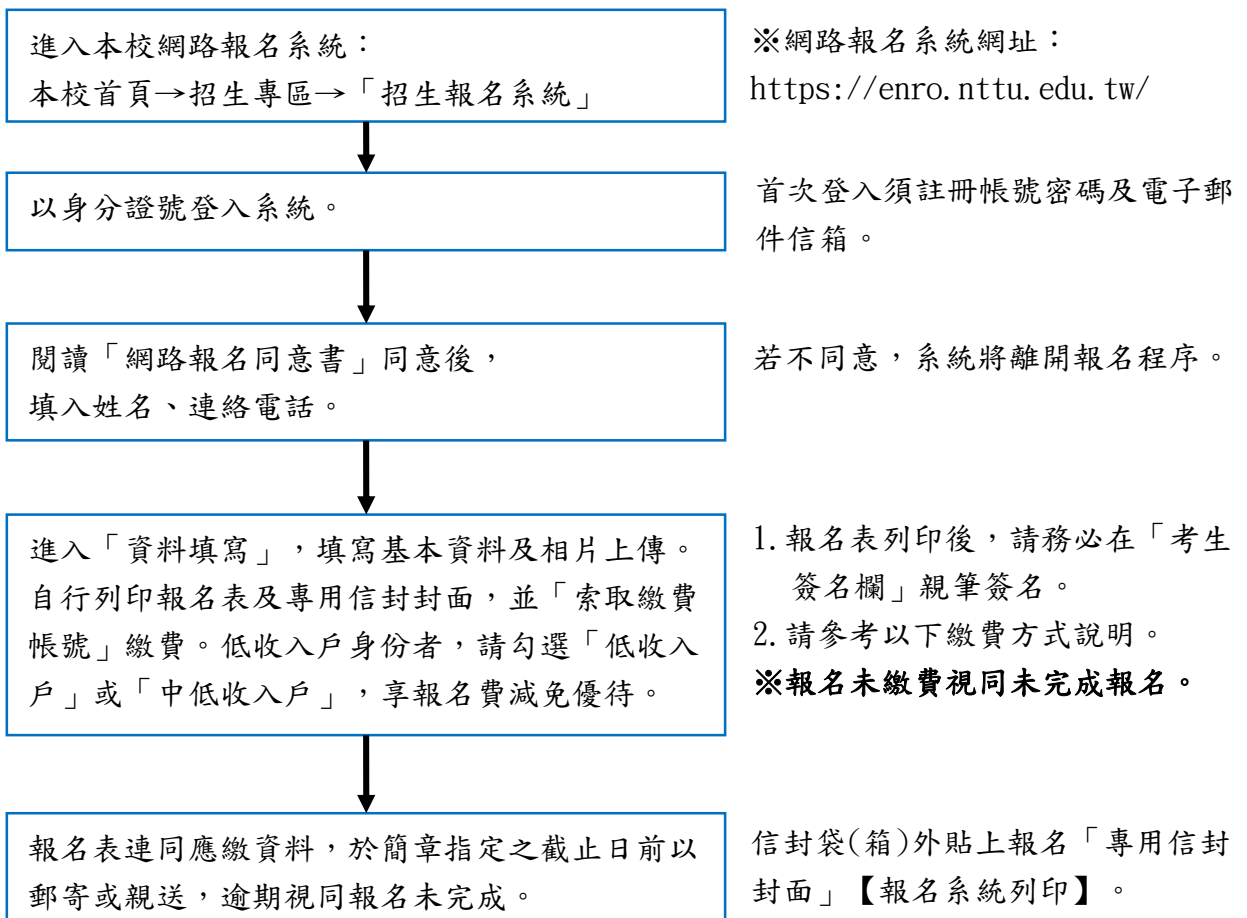 進入本校網路報名系統：
本校首頁→招生專區→「招生報名系統」
※網路報名系統網址：
https://enro.nttu.edu.tw/
以身分證號登入系統。
首次登入須註冊帳號密碼及電子郵
件信箱。
閱讀「網路報名同意書」同意後，
填入姓名、連絡電話。
若不同意，系統將離開報名程序。
進入「資料填寫」，填寫基本資料及相片上傳。
自行列印報名表及專用信封封面，並「索取繳費
帳號」繳費。低收入戶身份者，請勾選「低收入
戶」或「中低收入戶」，享報名費減免優待。
1.報名表列印後，請務必在「考生
簽名欄」親筆簽名。
2.請參考以下繳費方式說明。
※報名未繳費視同未完成報名。
報名表連同應繳資料，於簡章指定之截止日前以
郵寄或親送，逾期視同報名未完成。
信封袋(箱)外貼上報名「專用信封
封面」【報名系統列印】。